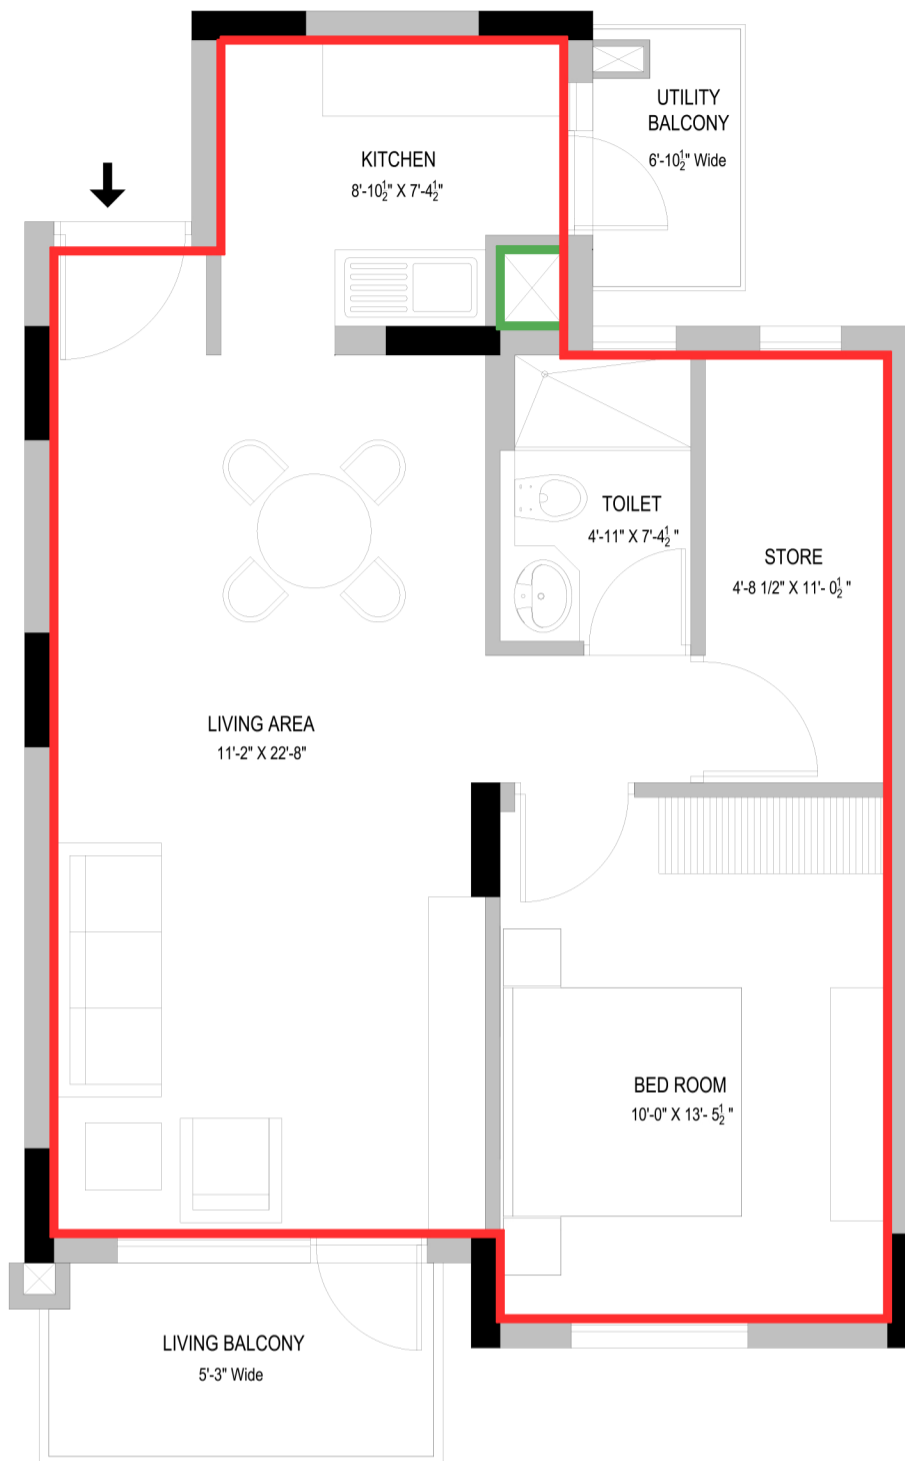 UTILITY
BALCONY
6'-10½" Wide
KITCHEN
8'-10½" X 7'-4½"
TOILET
4'-11" X 7'-4½ "
STORE
4'-8 1/2" X 11'- 0½ "
LIVING AREA
11'-2" X 22'-8"
BED ROOM
10'-0" X 13'- 5½ "
LIVING BALCONY
5'-3" Wide